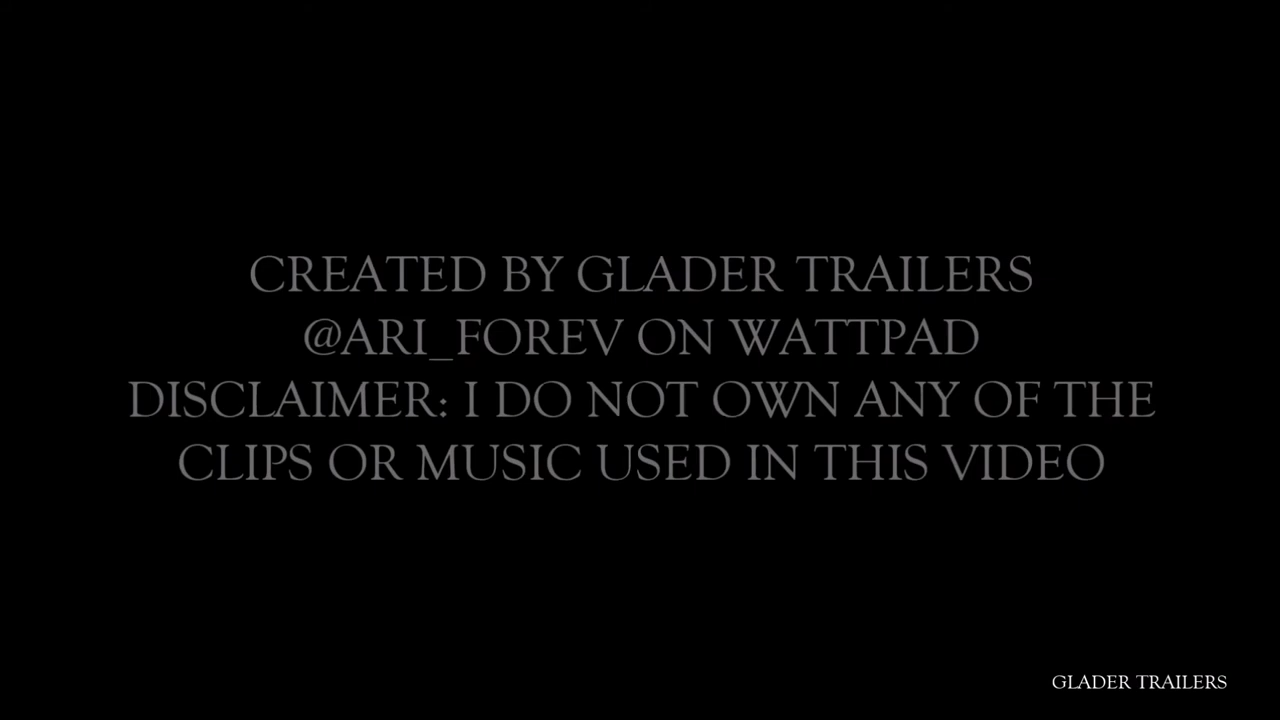 CREATED BY GLADER TRAILERS
@ARI_FOREV ON WATTPAD
DISCLAIMER: I DO NOT OWN ANY OF THE
CLIPS OR MUSIC USED IN THIS VIDEO
GLADER TRAILERS